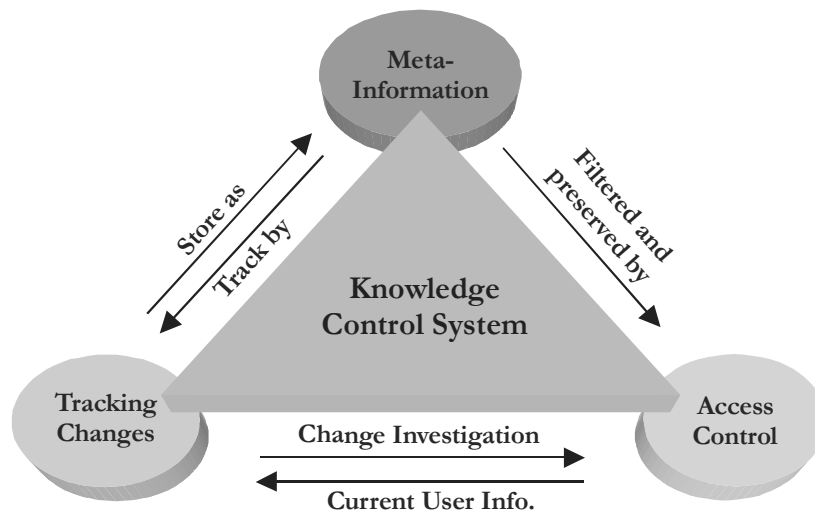 Meta-
Information
Store as
Track by
Filtered and
preserved by
Knowledge
Control System
Tracking
Changes
Access
Control
Change Investigation
Current User Info.